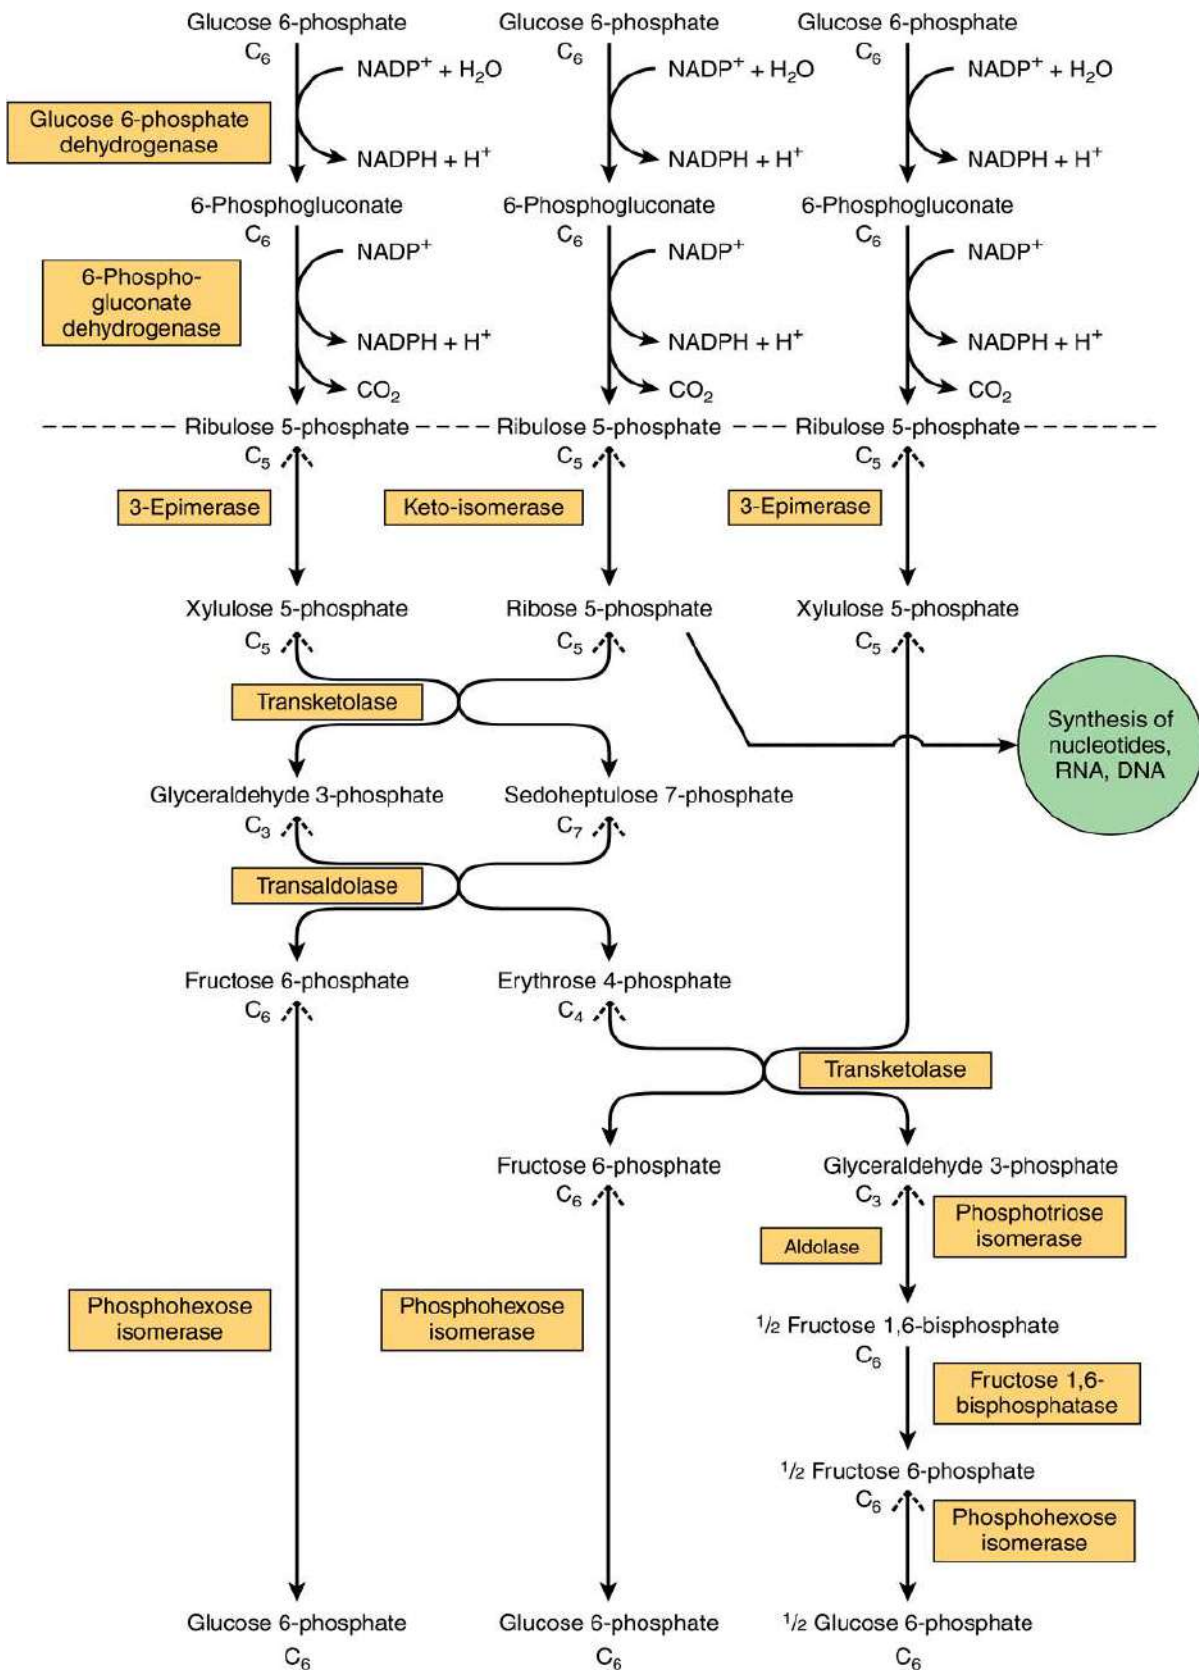 Glucose 6-phosphate Glucose 6-phosphate Glucose 6-phosphate
C6 C6 C6
NADP+ + H2O NADP+ + H2O NADP+ + H2O
Glucose 6-phosphate
dehydrogenase
NADPH + H+ NADPH + H+ NADPH + H+
6-Phosphogluconate 6-Phosphogluconate 6-Phosphogluconate
C6 C6 C6
NADP+ NADP+ NADP+
6-Phospho-
gluconate
dehydrogenase
NADPH + H+ NADPH + H+ NADPH + H+
CO2 CO2 CO2
Ribulose 5-phosphate Ribulose 5-phosphate Ribulose 5-phosphate
C5 C5 C5
3-Epimerase Keto-isomerase 3-Epimerase
Xylulose 5-phosphate Ribose 5-phosphate Xylulose 5-phosphate
C5 C5 C5
Transketolase
Synthesis of
nucleotides,
RNA, DNA
Glyceraldehyde 3-phosphate Sedoheptulose 7-phosphate
C3 C7
Transaldolase
Fructose 6-phosphate Erythrose 4-phosphate
C6 C4
Transketolase
Fructose 6-phosphate Glyceraldehyde 3-phosphate
C6 C3
Phosphotriose
isomerase
Aldolase
Phosphohexose
isomerase
Phosphohexose
isomerase
1/2 Fructose 1,6-bisphosphate
C6
Fructose 1,6-
bisphosphatase
1/2 Fructose 6-phosphate
C6
Phosphohexose
isomerase
Glucose 6-phosphate Glucose 6-phosphate 1/2 Glucose 6-phosphate
C6 C6 C6